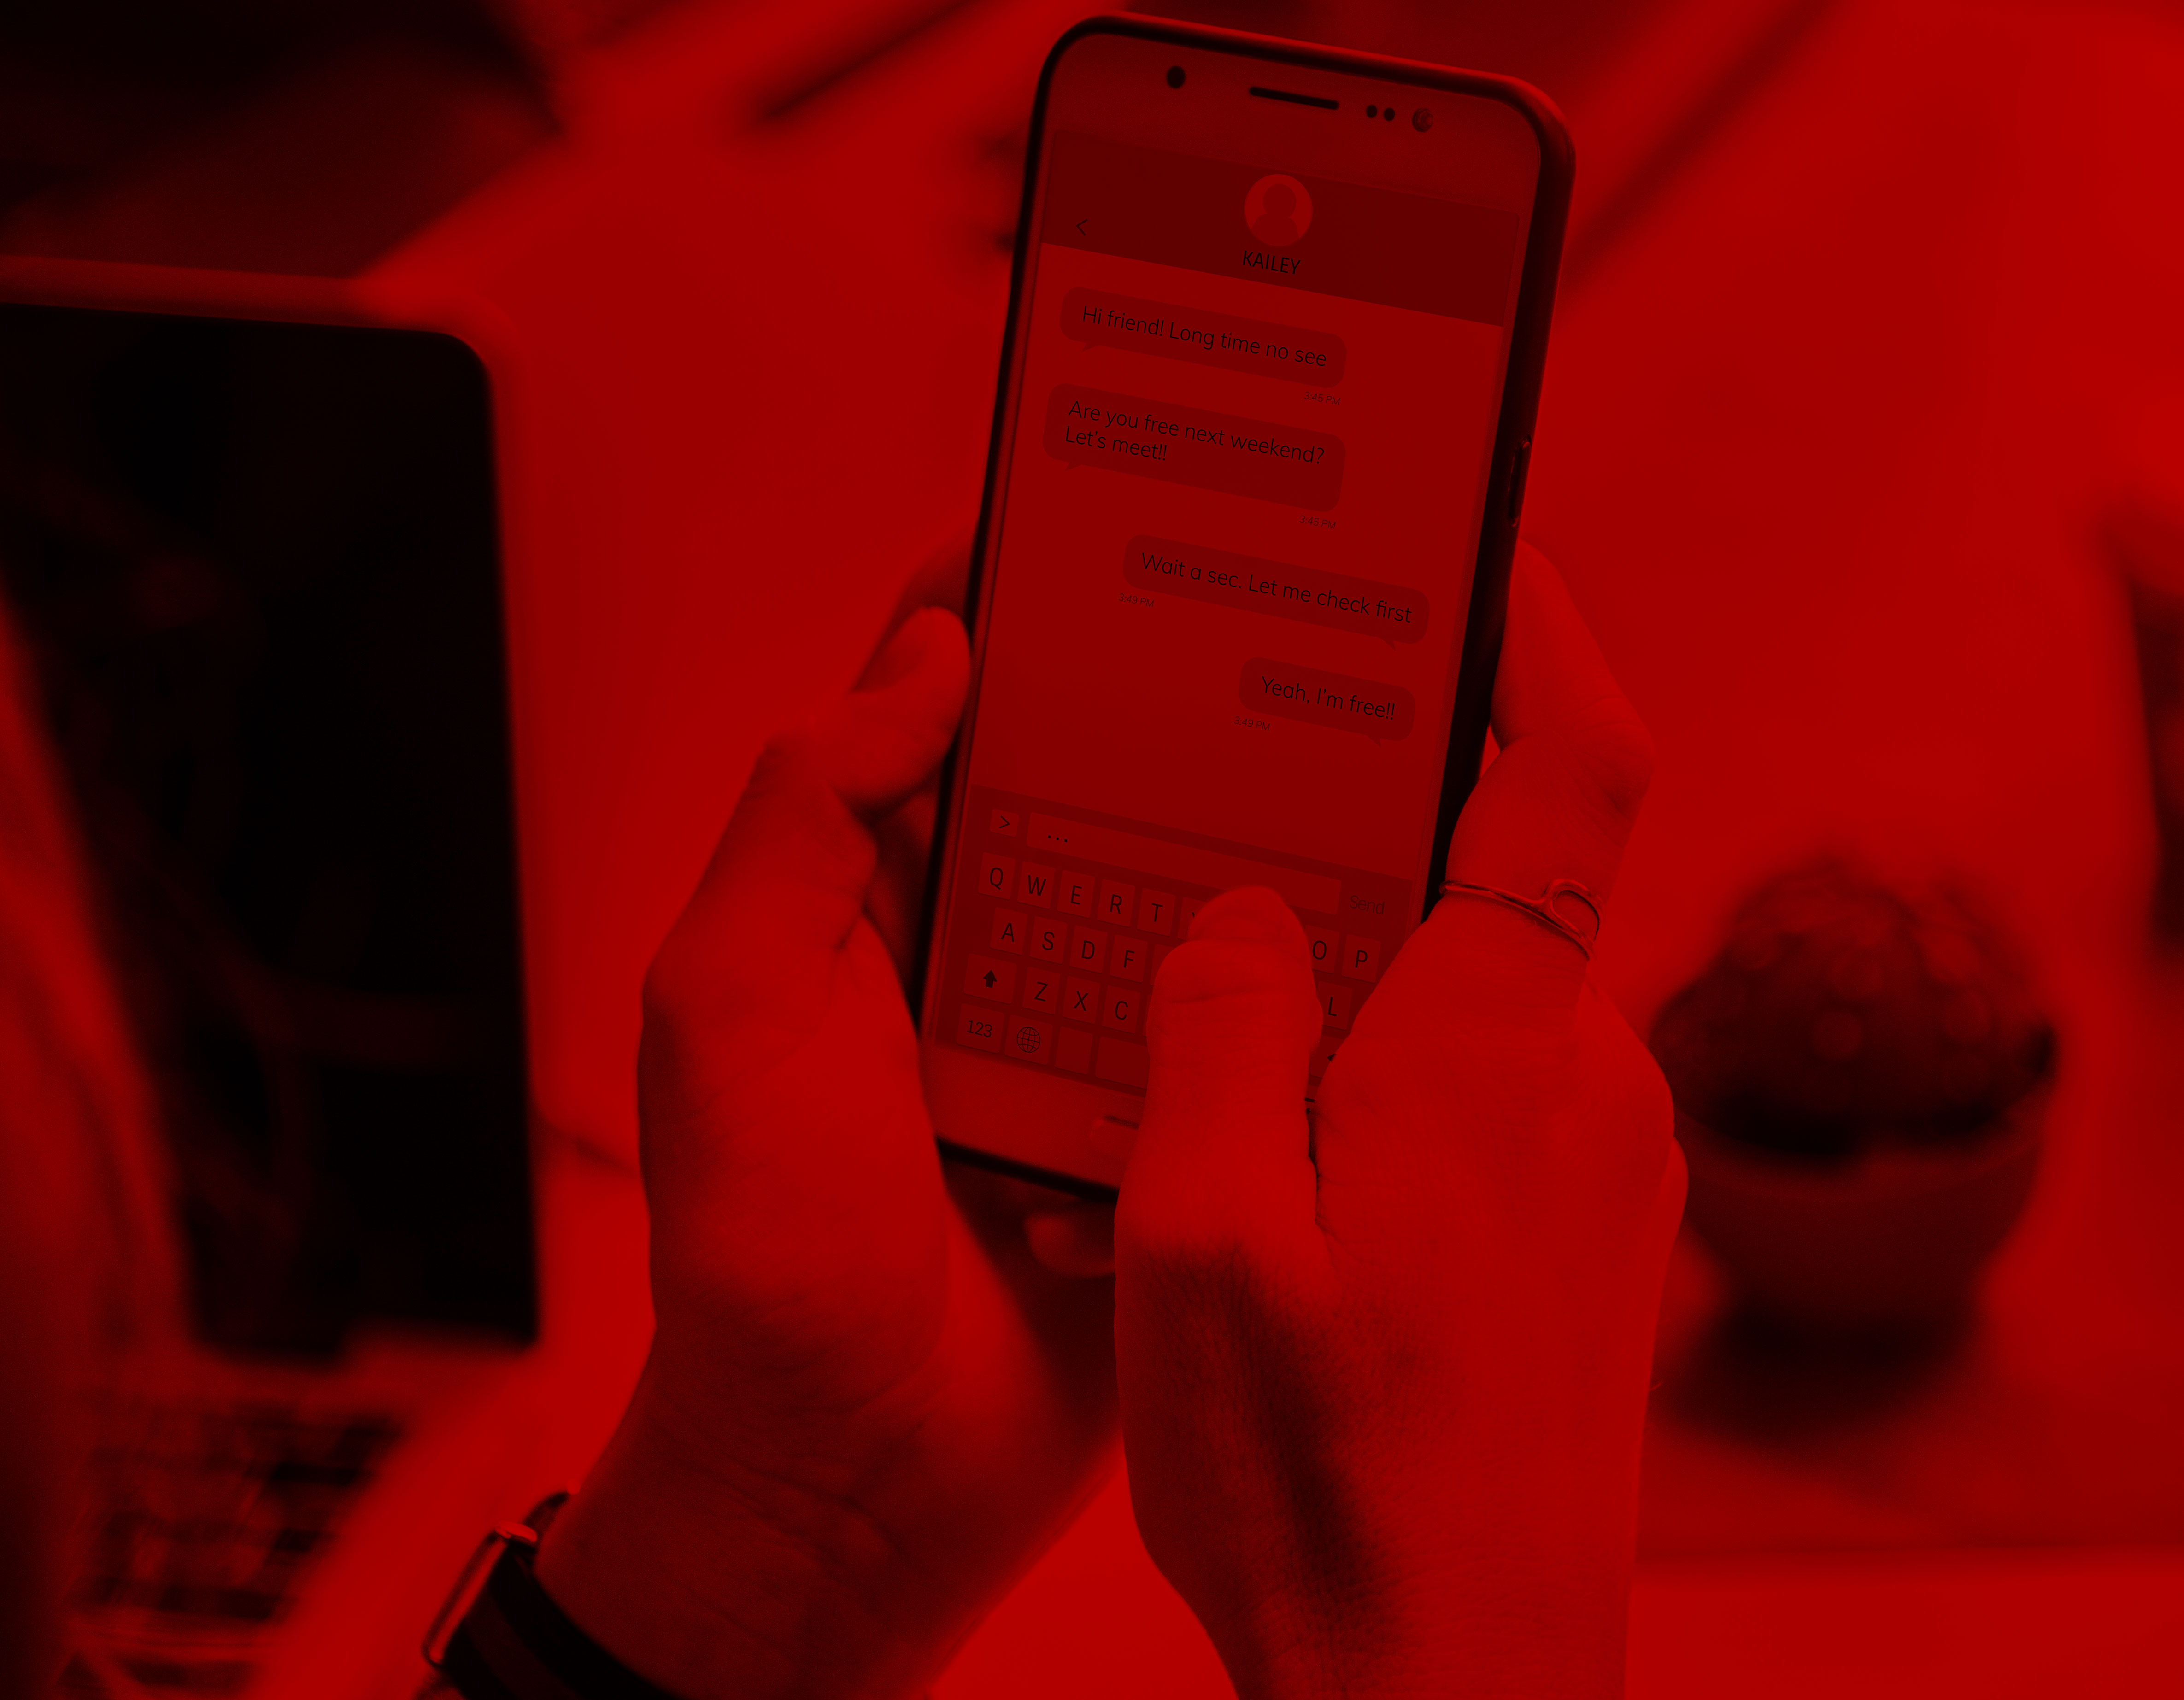 KAILEY
Hi friend! Long time no see
3:45 PM
Are you free next weekend?
Let's meet!!
3:45 PM
Wait a sec. Let me check first
3:49 PM
Yeah, I'm free!!
3:49 PM
...
Send
Q W E R T O P
A S D F L
Z X C
123